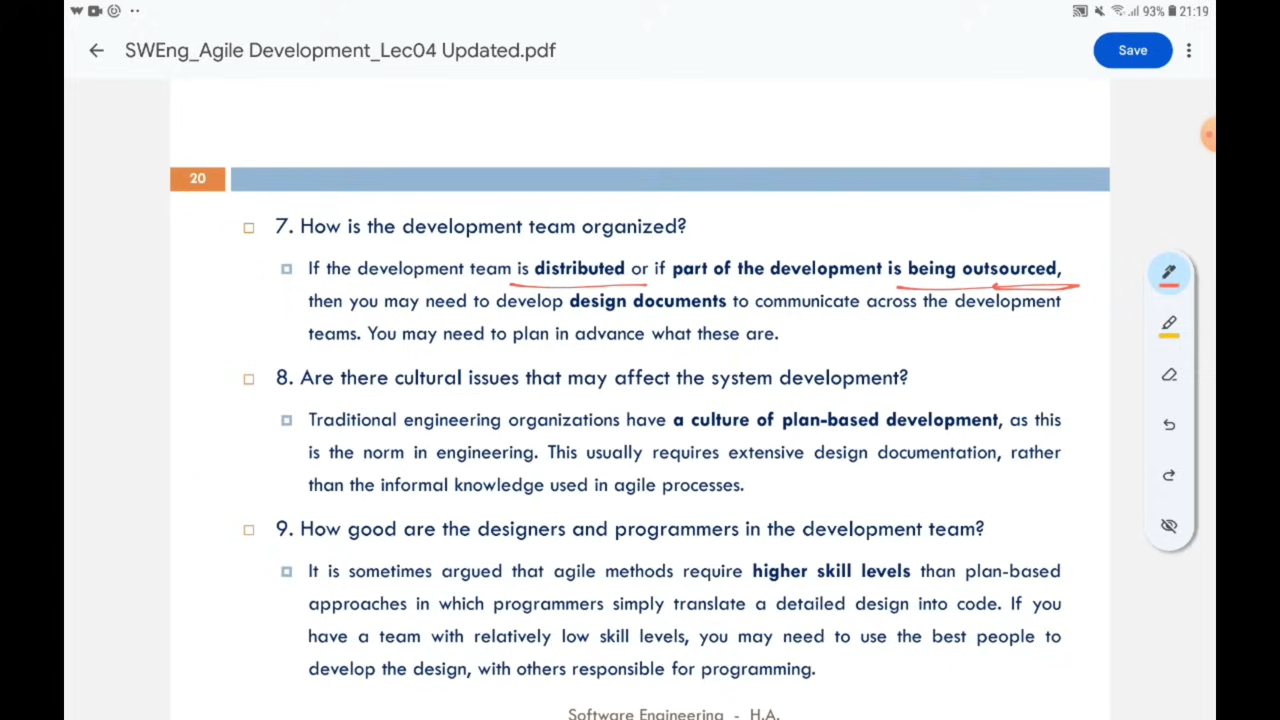 93% 21:19
SWEng_Agile Development_Lec04 Updated.pdf
Save
20
7. How is the development team organized?
If the development team is distributed or if part of the development is being outsourced,
then you may need to develop design documents to communicate across the development
teams. You may need to plan in advance what these are.
8. Are there cultural issues that may affect the system development?
Traditional engineering organizations have a culture of plan-based development, as this
is the norm in engineering. This usually requires extensive design documentation, rather
than the informal knowledge used in agile processes.
9. How good are the designers and programmers in the development team?
It is sometimes argued that agile methods require higher skill levels than plan-based
approaches in which programmers simply translate a detailed design into code. If you
have a team with relatively low skill levels, you may need to use the best people to
develop the design, with others responsible for programming.
Software Engineering - H.A.